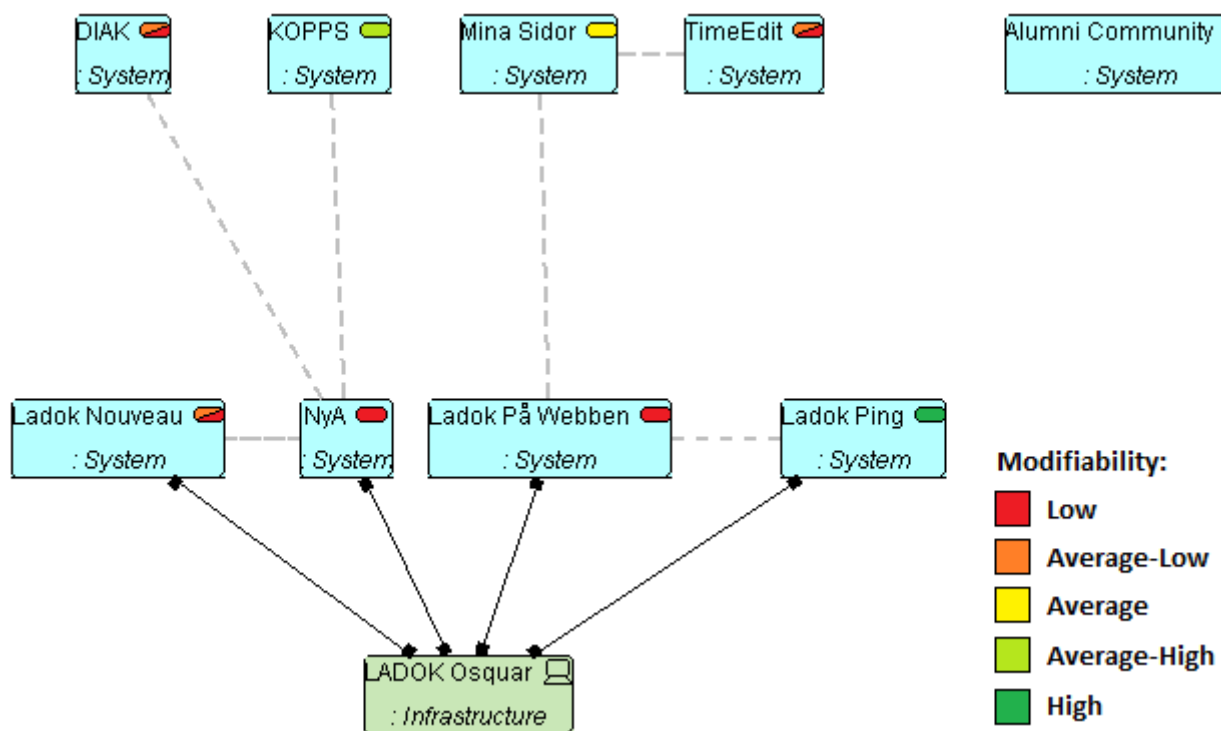 DIAK
: System
KOPPS
: System
Mina Sidor
: System
TimeEdit
: System
Alumni Community
: System
Ladok Nouveau
: System
NyA
: System
Ladok På Webben
: System
Ladok Ping
: System
LADOK Osquar
: Infrastructure
Modifiability:
Low
Average-Low
Average
Average-High
High